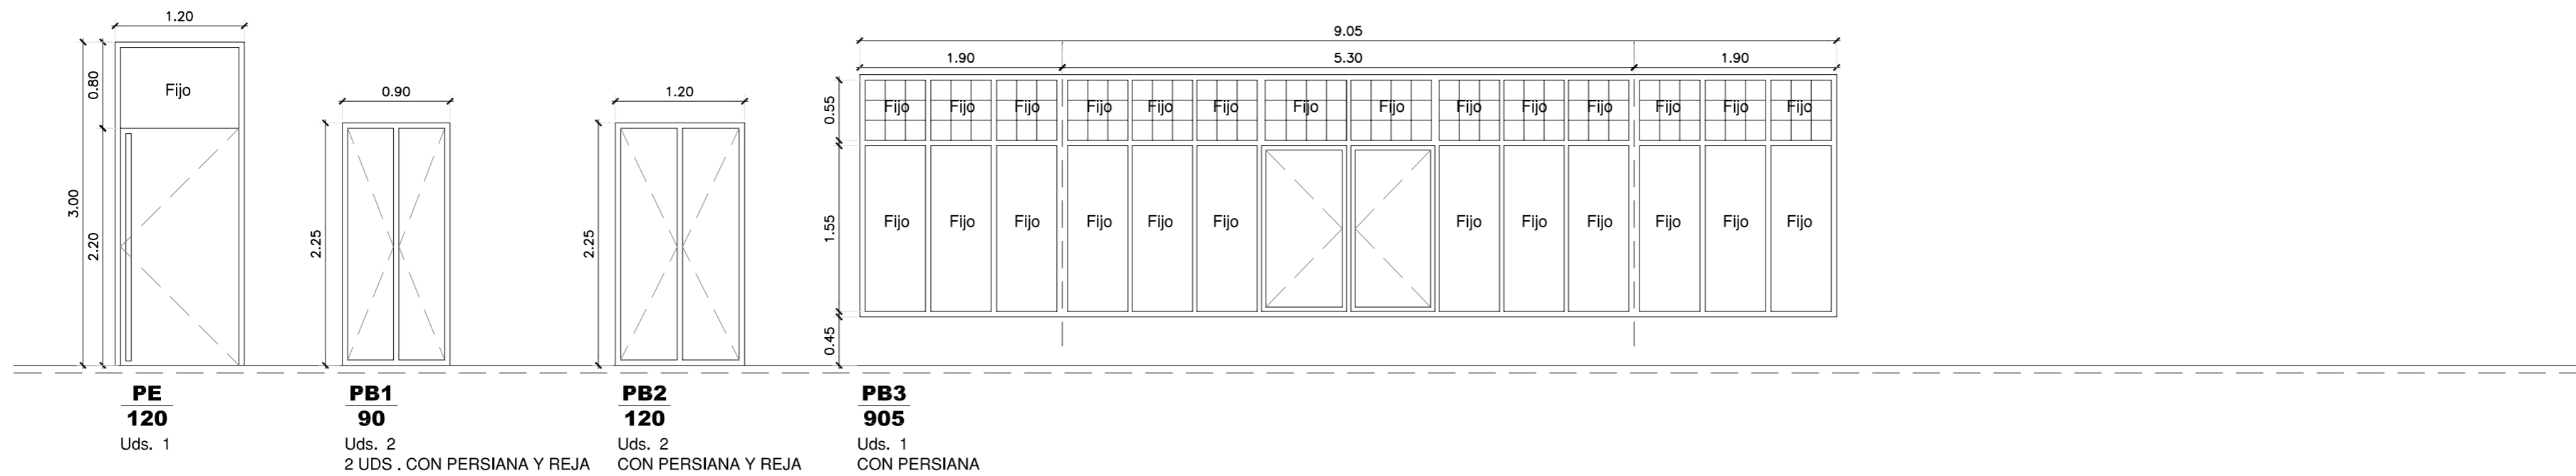 1.20
3.00
0.80
2.20
Fijo
PE
120
Uds. 1
0.90
2.25
PB1
90
Uds. 2
2 UDS . CON PERSIANA Y REJA
1.20
2.25
PB2
120
Uds. 2
CON PERSIANA Y REJA
9.05
1.90 5.30 1.90
0.55
1.55
0.45
Fijo Fijo Fijo Fijo Fijo Fijo Fijo Fijo Fijo Fijo Fijo Fijo Fijo Fijo
Fijo Fijo Fijo Fijo Fijo Fijo Fijo Fijo Fijo Fijo Fijo Fijo
PB3
905
Uds. 1
CON PERSIANA